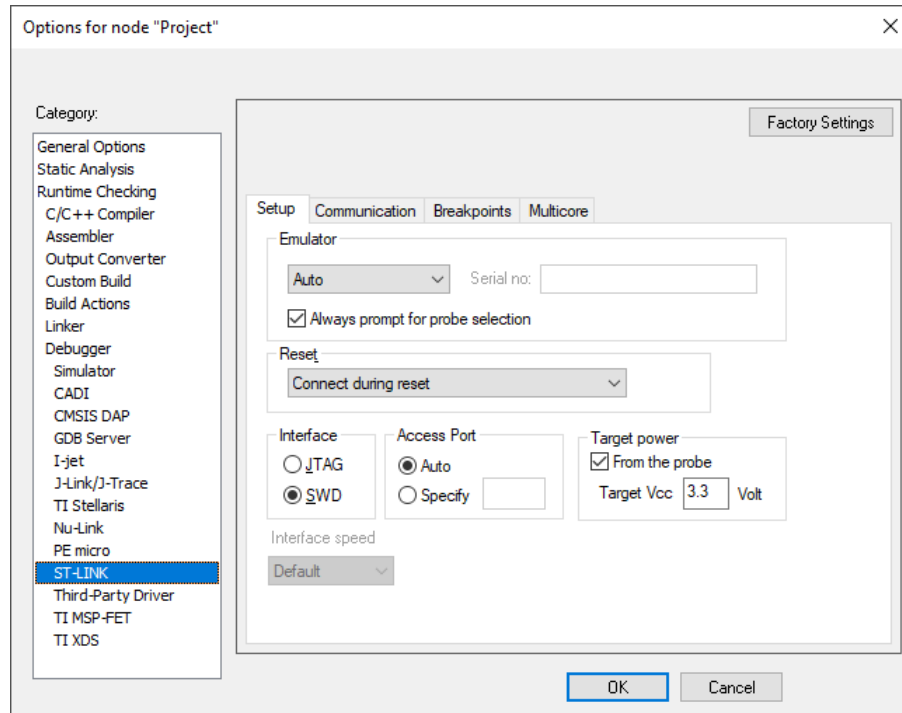 Options for node "Project"
Category:
General Options
Static Analysis
Runtime Checking
C/C++ Compiler
Assembler
Output Converter
Custom Build
Build Actions
Linker
Debugger
Simulator
CADI
CMSIS DAP
GDB Server
I-jet
J-Link/J-Trace
TI Stellaris
Nu-Link
PE micro
ST-LINK
Third-Party Driver
TI MSP-FET
TI XDS
Factory Settings
Setup Communication Breakpoints Multicore
Emulator
Auto Serial no:
Always prompt for probe selection
Reset
Connect during reset
Interface
JTAG
SWD
Access Port
Auto
Specify
Target power
From the probe
Target Vcc 3.3 Volt
Interface speed
Default
OK Cancel